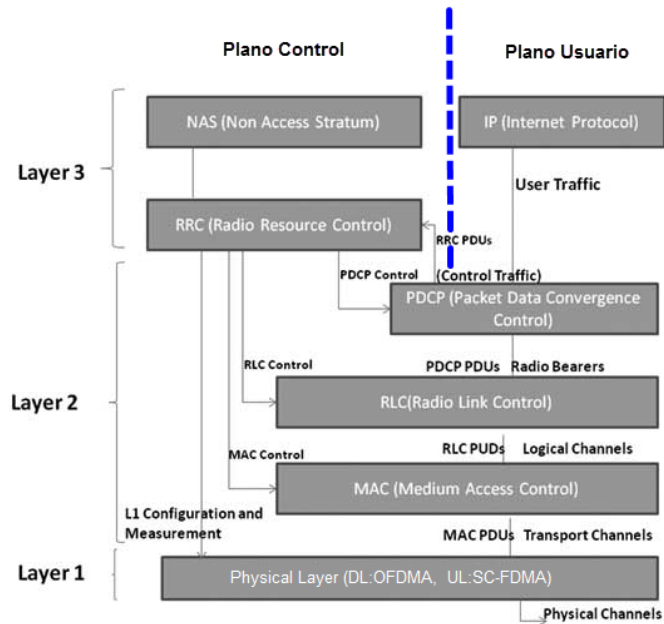 Plano Control
Plano Usuario
NAS (Non Access Stratum)
IP (Internet Protocol)
Layer 3
User Traffic
RRC (Radio Resource Control)
RRC PDUs
PDCP Control
(Control Traffic)
PDCP (Packet Data Convergence
Control)
RLC Control
PDCP PDUs Radio Bearers
Layer 2
RLC(Radio Link Control)
RLC PUDs Logical Channels
MAC Control
MAC (Medium Access Control)
L1 Configuration and
Measurement
MAC PDUs Transport Channels
Layer 1
Physical Layer (DL:OFDMA, UL:SC-FDMA)
Physical Channels